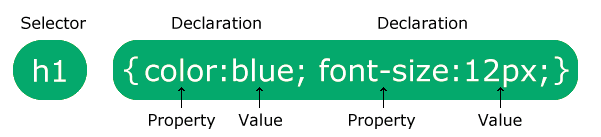 Selector Declaration Declaration
h1 {color:blue; font-size:12px;}
Property Value Property Value